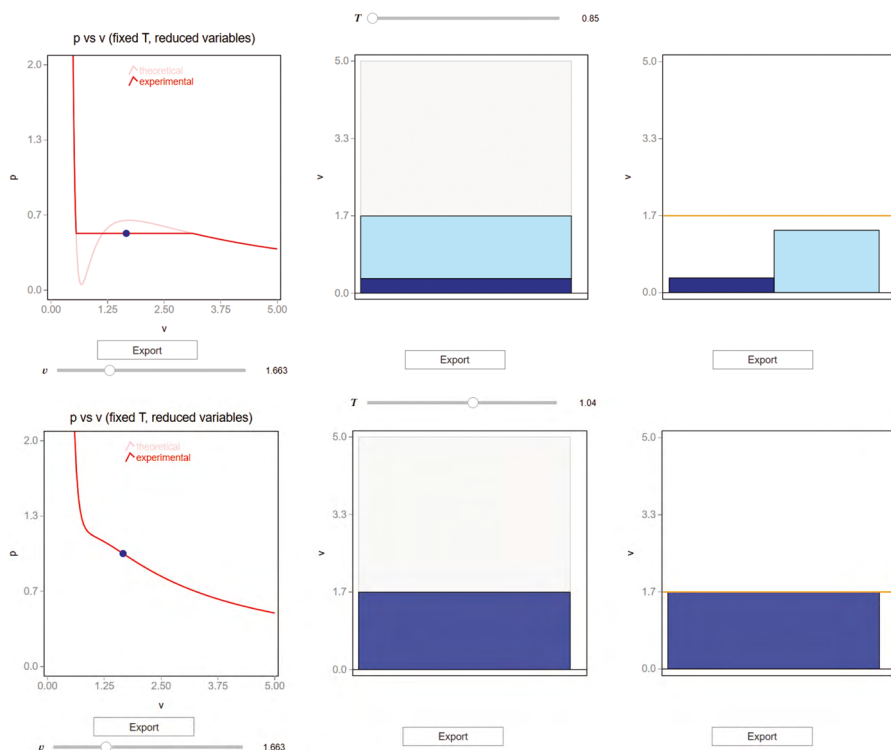 T 0.85
p vs v (fixed T, reduced variables)
theoretical
experimental
2.0
1.3
0.7
0.0
p
0.00 1.25 2.50 3.75 5.00
v
Export
v 1.663
5.0
3.3
1.7
0.0
v
Export
5.0
3.3
1.7
0.0
v
Export
T 1.04
p vs v (fixed T, reduced variables)
theoretical
experimental
2.0
1.3
0.7
0.0
p
0.00 1.25 2.50 3.75 5.00
v
Export
v 1.663
5.0
3.3
1.7
0.0
v
Export
5.0
3.3
1.7
0.0
v
Export